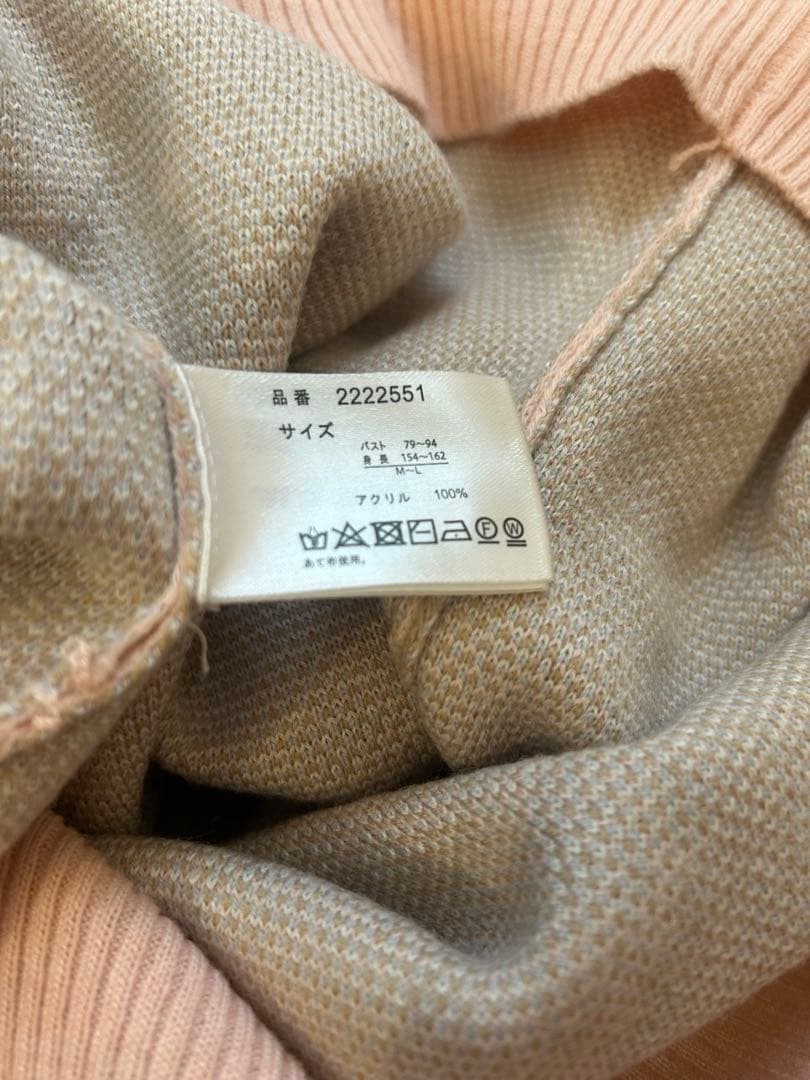 品番 2222551
サイズ
バスト 79~94
身長 154~162
M~L
アクリル 100%
F W
あて布使用。